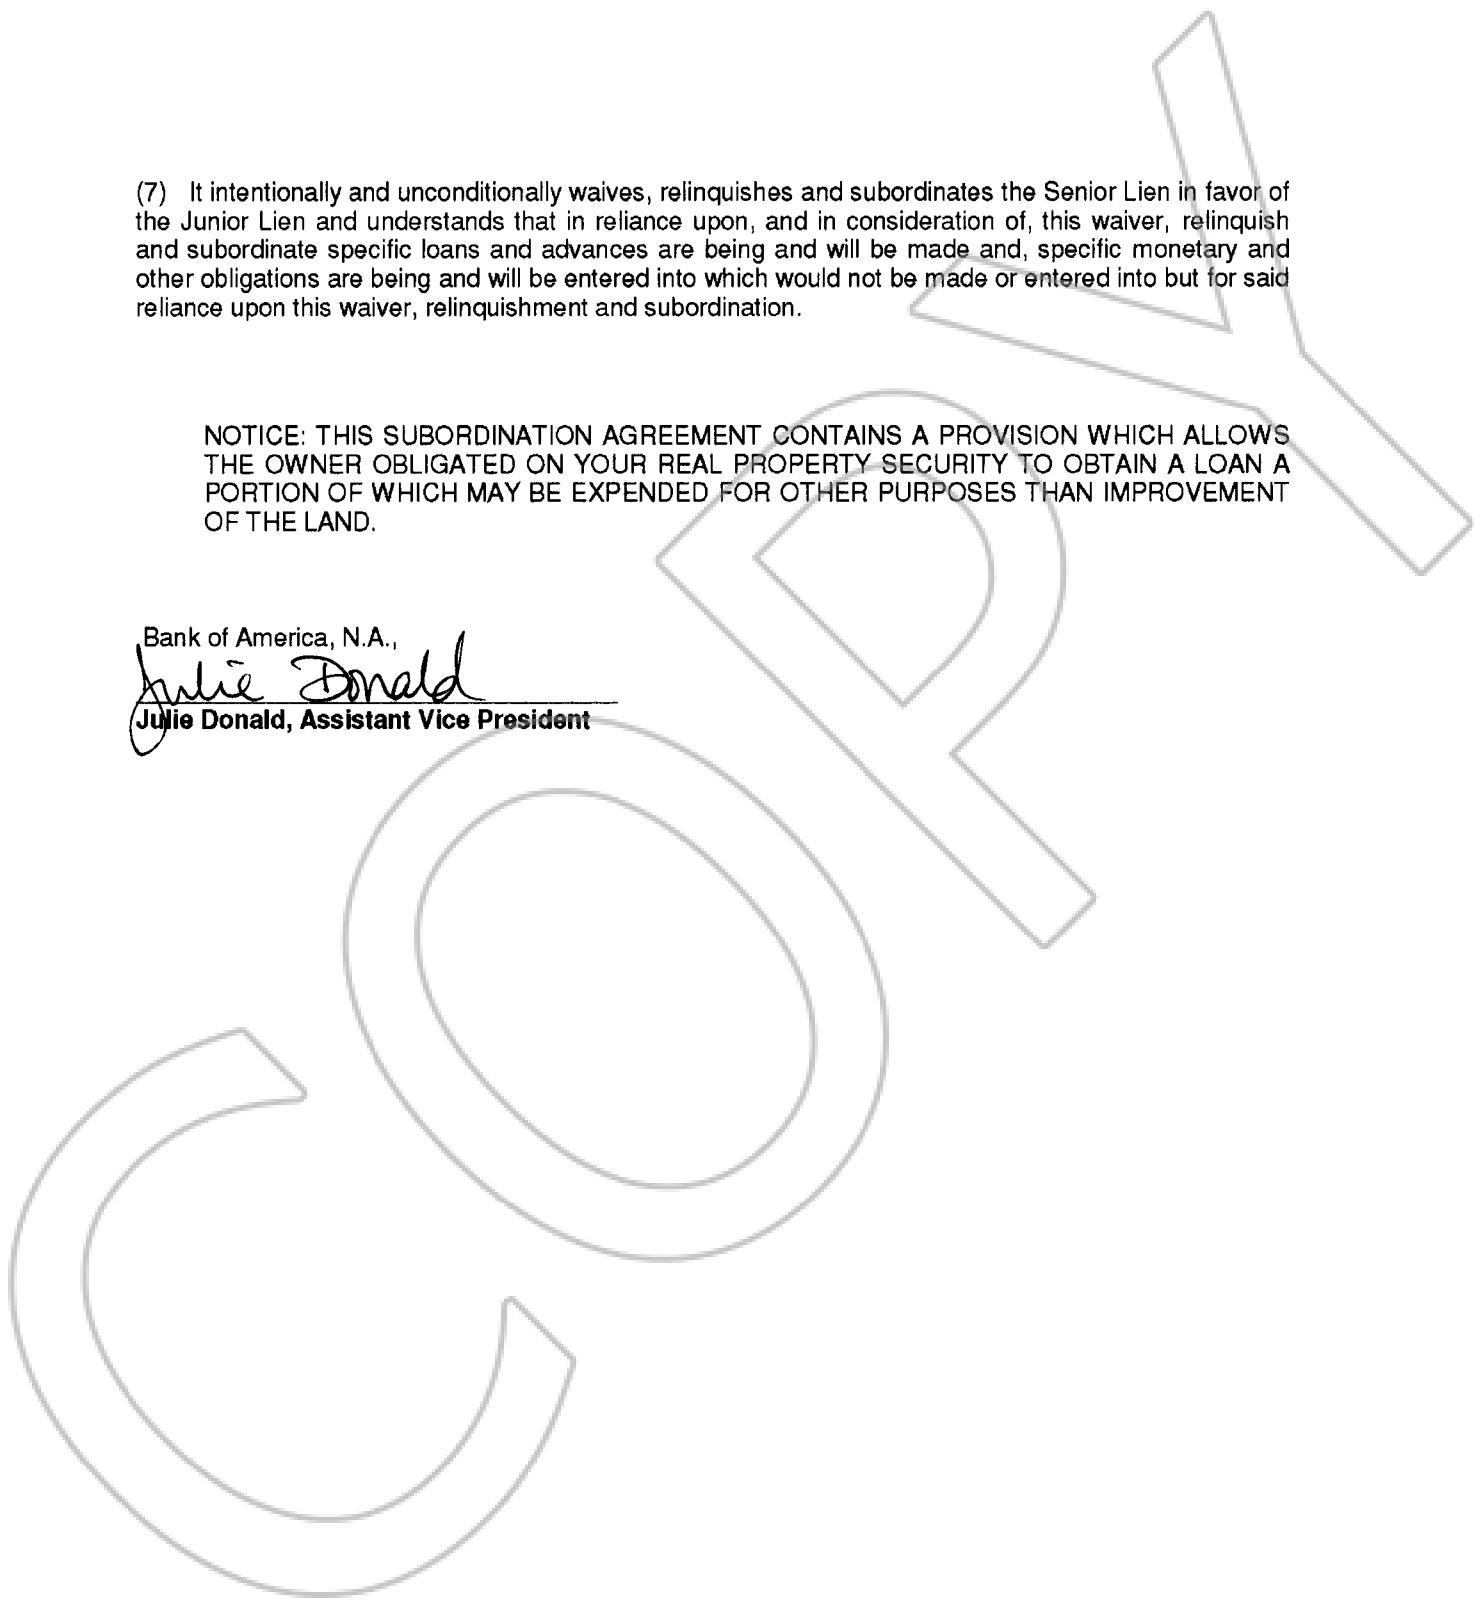 (7) It intentionally and unconditionally waives, relinquishes and subordinates the Senior Lien in favor of
the Junior Lien and understands that in reliance upon, and in consideration of, this waiver, relinquish
and subordinate specific loans and advances are being and will be made and, specific monetary and
other obligations are being and will be entered into which would not be made or entered into but for said
reliance upon this waiver, relinquishment and subordination.
NOTICE: THIS SUBORDINATION AGREEMENT CONTAINS A PROVISION WHICH ALLOWS
THE OWNER OBLIGATED ON YOUR REAL PROPERTY SECURITY TO OBTAIN A LOAN A
PORTION OF WHICH MAY BE EXPENDED FOR OTHER PURPOSES THAN IMPROVEMENT
OF THE LAND.
Bank of America, N.A.,
Julie Donald
Julie Donald, Assistant Vice President
COPY